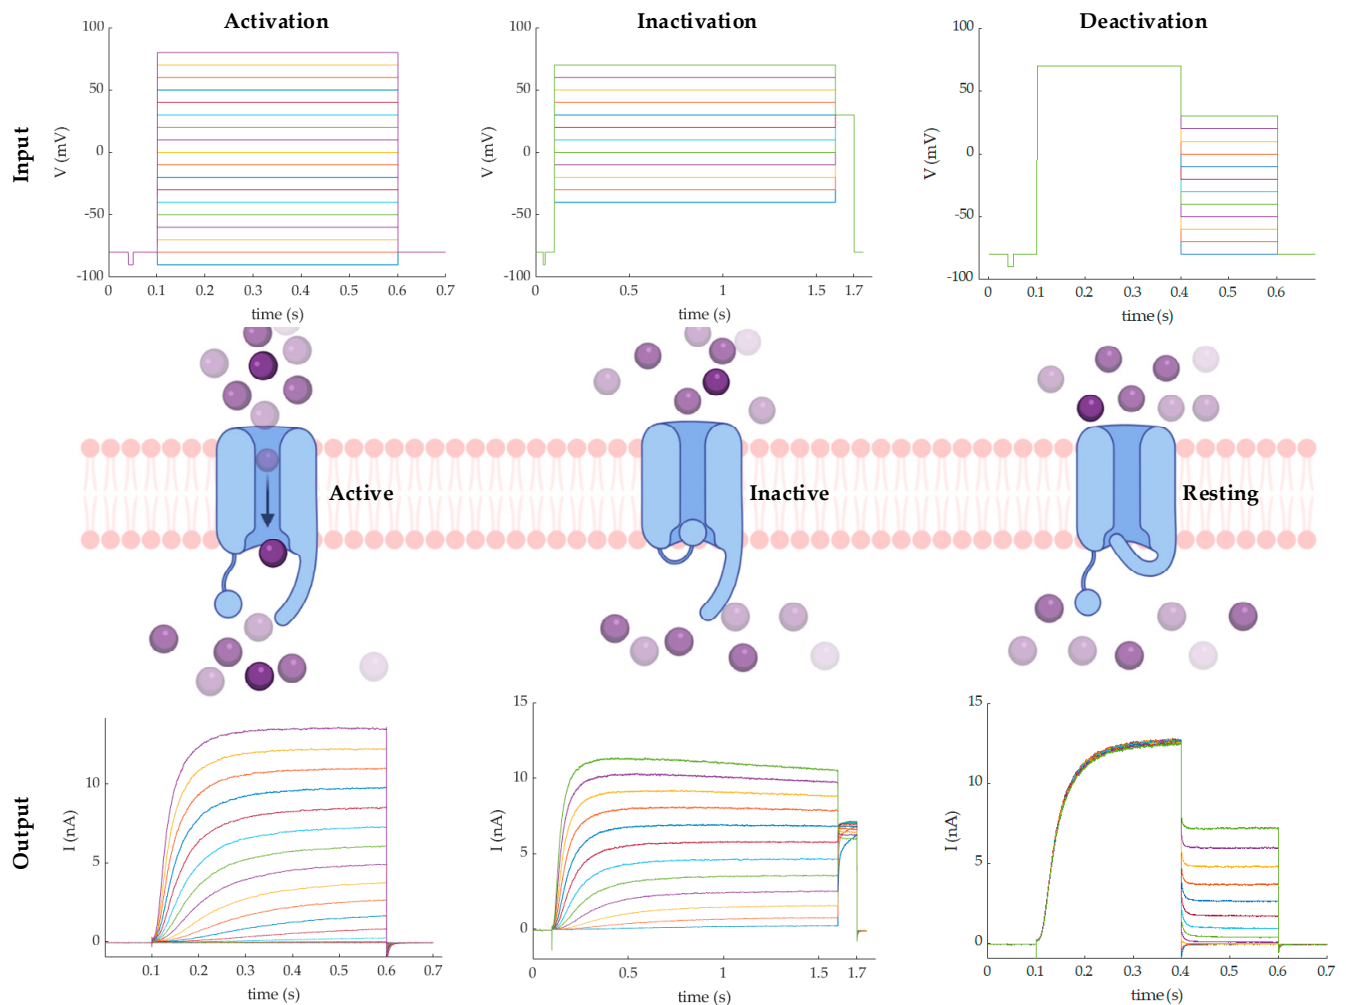 Activation
Inactivation
Deactivation
Input
V (mV)
100
50
0
-50
-100
0 0.1 0.2 0.3 0.4 0.5 0.6 0.7
time (s)
V (mV)
100
50
0
-50
-100
0 0.5 1 1.5 1.7
time (s)
V (mV)
100
50
0
-50
-100
0 0.1 0.2 0.3 0.4 0.5 0.6
time (s)
Active
Inactive
Resting
Output
I (nA)
10
5
0
0.1 0.2 0.3 0.4 0.5 0.6 0.7
time (s)
I (nA)
15
10
5
0
0 0.5 1 1.5 1.7
time (s)
I (nA)
15
10
5
0
0 0.1 0.2 0.3 0.4 0.5 0.6 0.7
time (s)